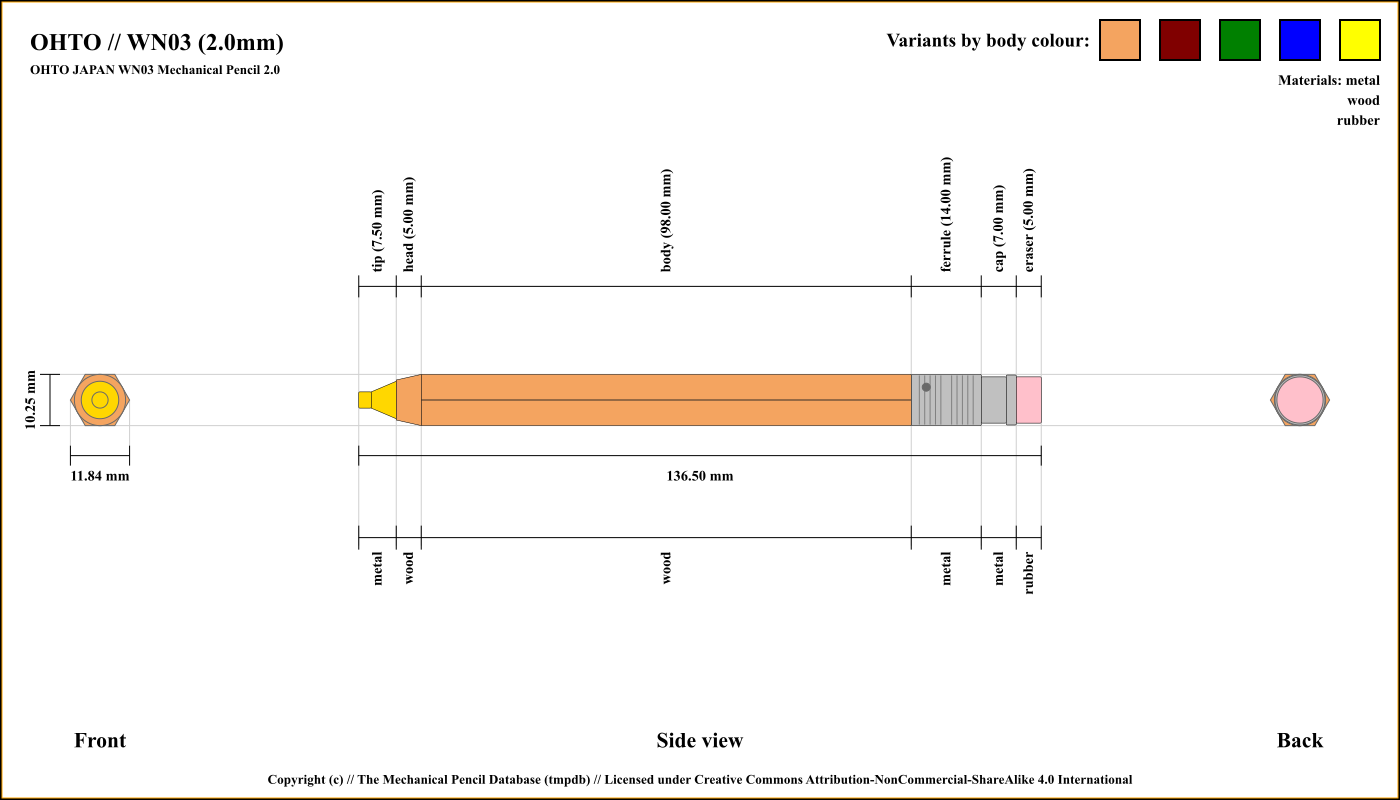 OHTO // WN03 (2.0mm)
OHTO JAPAN WN03 Mechanical Pencil 2.0
Variants by body colour:
Materials: metal
wood
rubber
tip (7.50 mm)
head (5.00 mm)
body (98.00 mm)
ferrule (14.00 mm)
cap (7.00 mm)
eraser (5.00 mm)
10.25 mm
11.84 mm
136.50 mm
metal
wood
wood
metal
metal
rubber
Front
Side view
Back
Copyright (c) // The Mechanical Pencil Database (tmpdb) // Licensed under Creative Commons Attribution-NonCommercial-ShareAlike 4.0 International